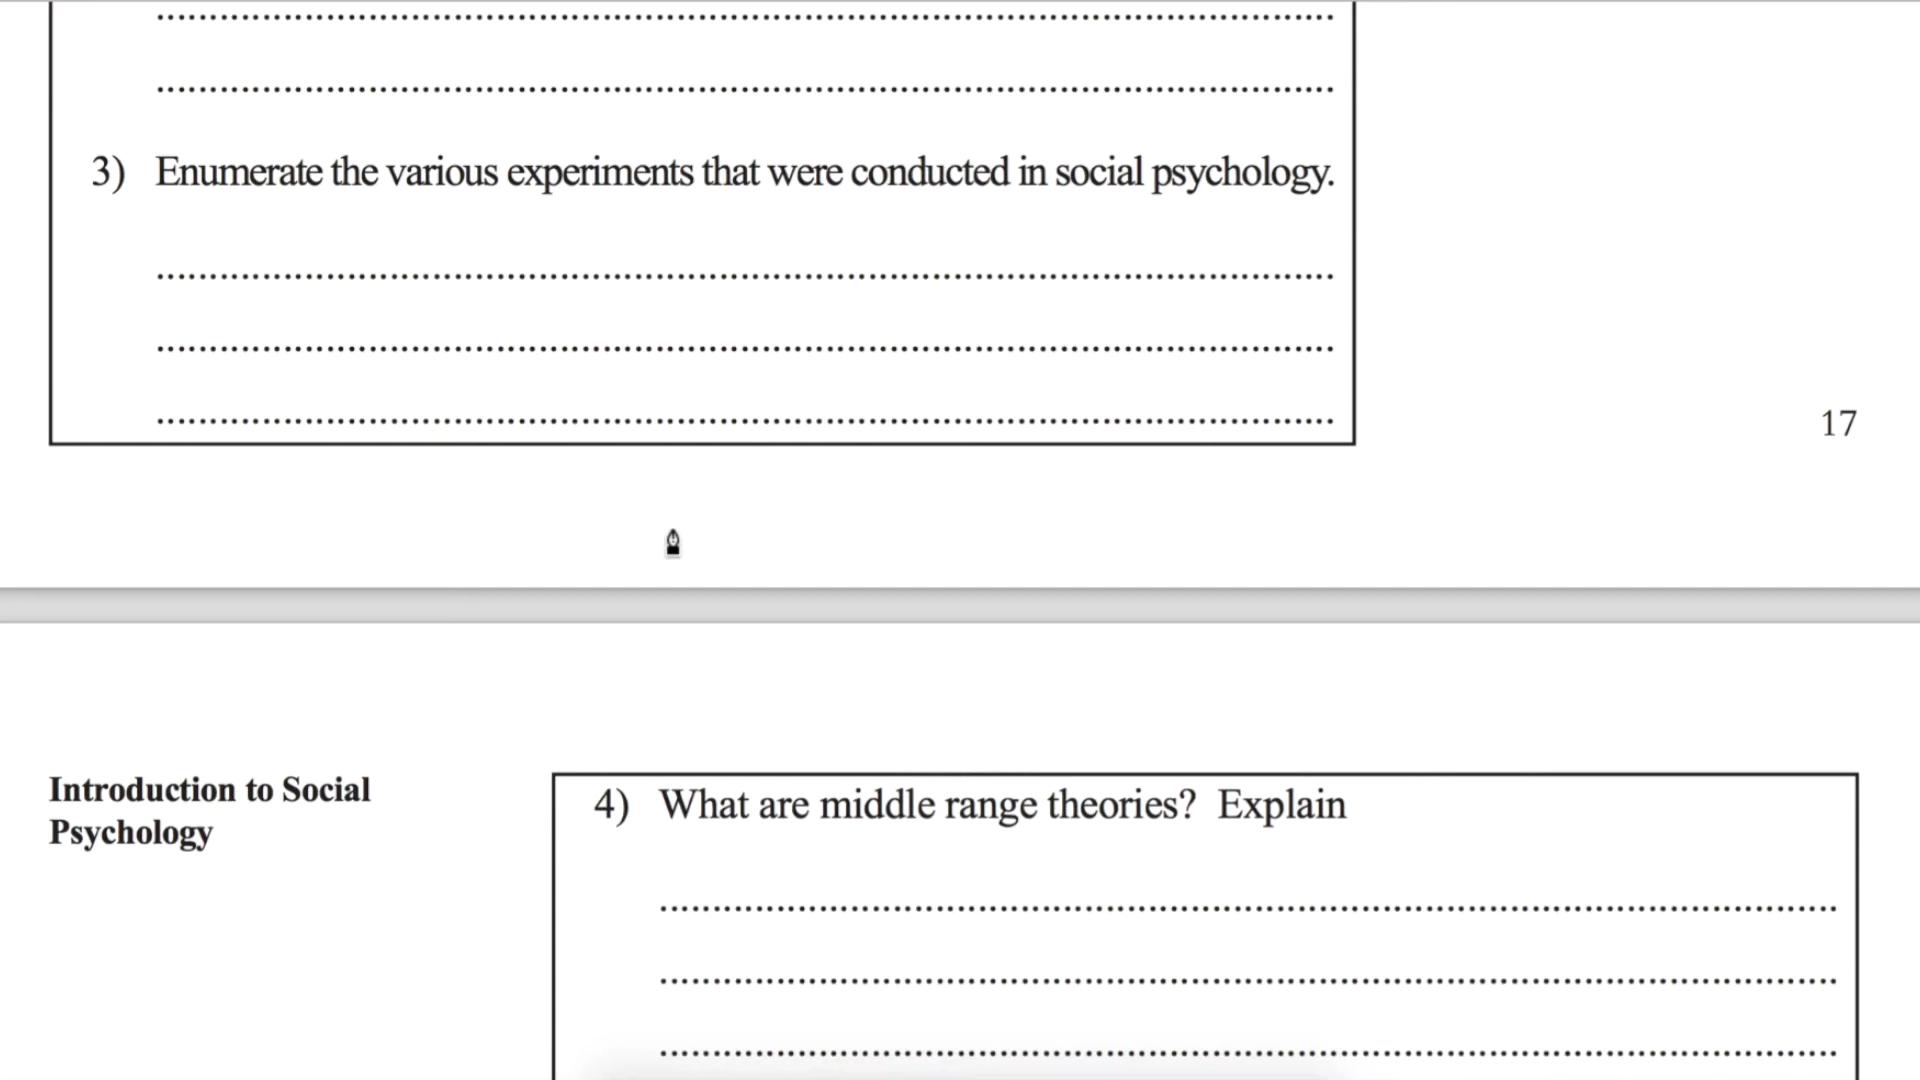 3) Enumerate the various experiments that were conducted in social psychology.
17
Introduction to Social
Psychology
4) What are middle range theories? Explain